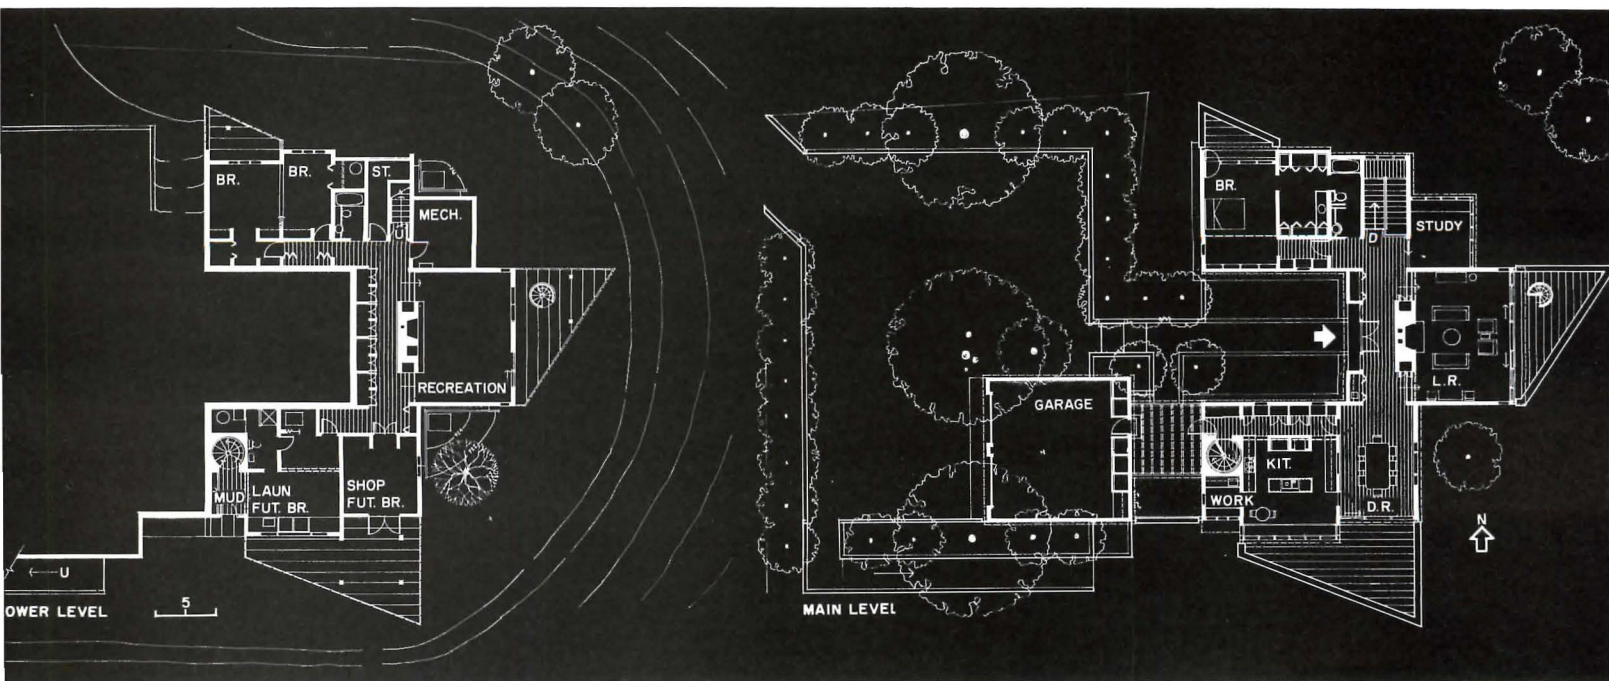 BR.
BR.
ST.
U
MECH.
RECREATION
MUD
LAUN
FUT. BR.
SHOP
FUT. BR.
U
OWER LEVEL
5
BR.
D
STUDY
L.R.
GARAGE
KIT.
WORK
D.R.
N
MAIN LEVEL